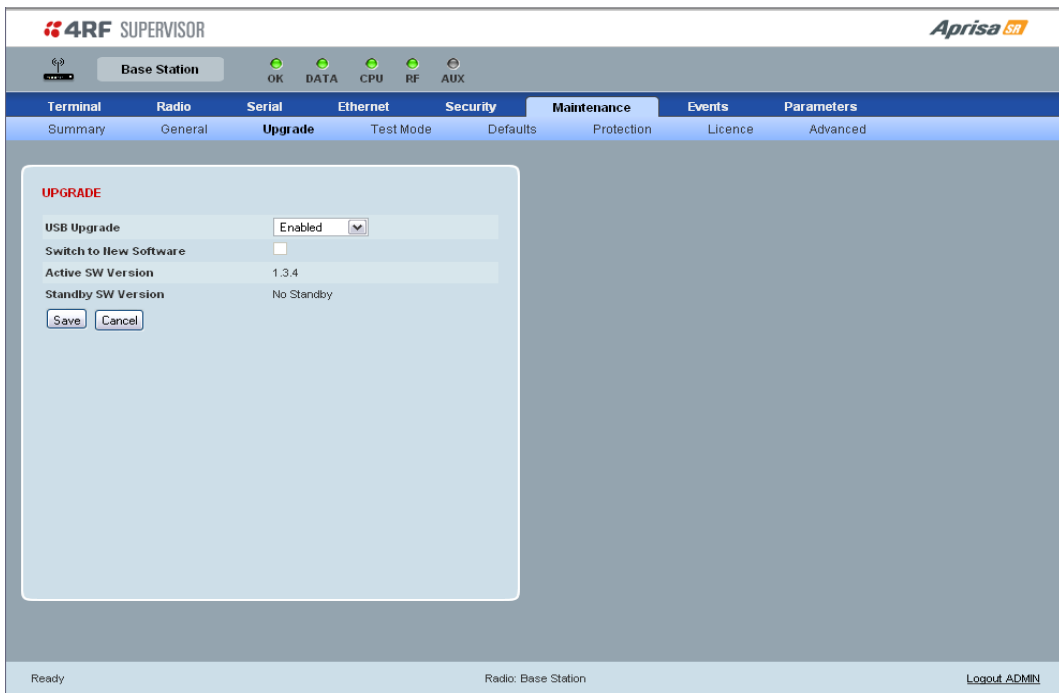 4RF SUPERVISOR
Aprisa SR
Base Station
OK DATA CPU RF AUX
Terminal Radio Serial Ethernet Security Maintenance Events Parameters
Summary General Upgrade Test Mode Defaults Protection Licence Advanced
UPGRADE
USB Upgrade Enabled
Switch to New Software
Active SW Version 1.3.4
Standby SW Version No Standby
Save Cancel
Ready Radio: Base Station Logout ADMIN